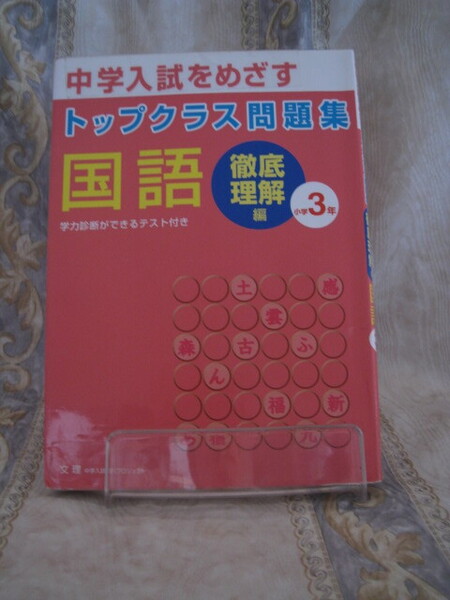 中学入試をめざす
トップクラス問題集
国語
徹底
理解
編
小学3年
学力診断ができるテスト付き
土 感
雲
森 古 ふ
ん
福 新
九
文理